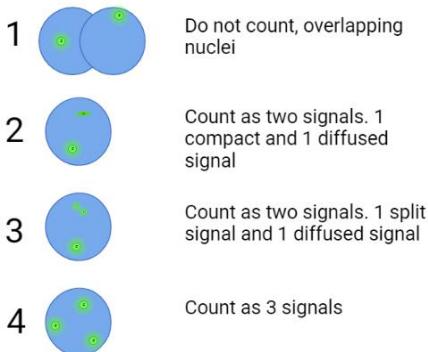 1
Do not count, overlapping
nuclei
2
Count as two signals. 1
compact and 1 diffused
signal
3
Count as two signals. 1 split
signal and 1 diffused signal
4
Count as 3 signals